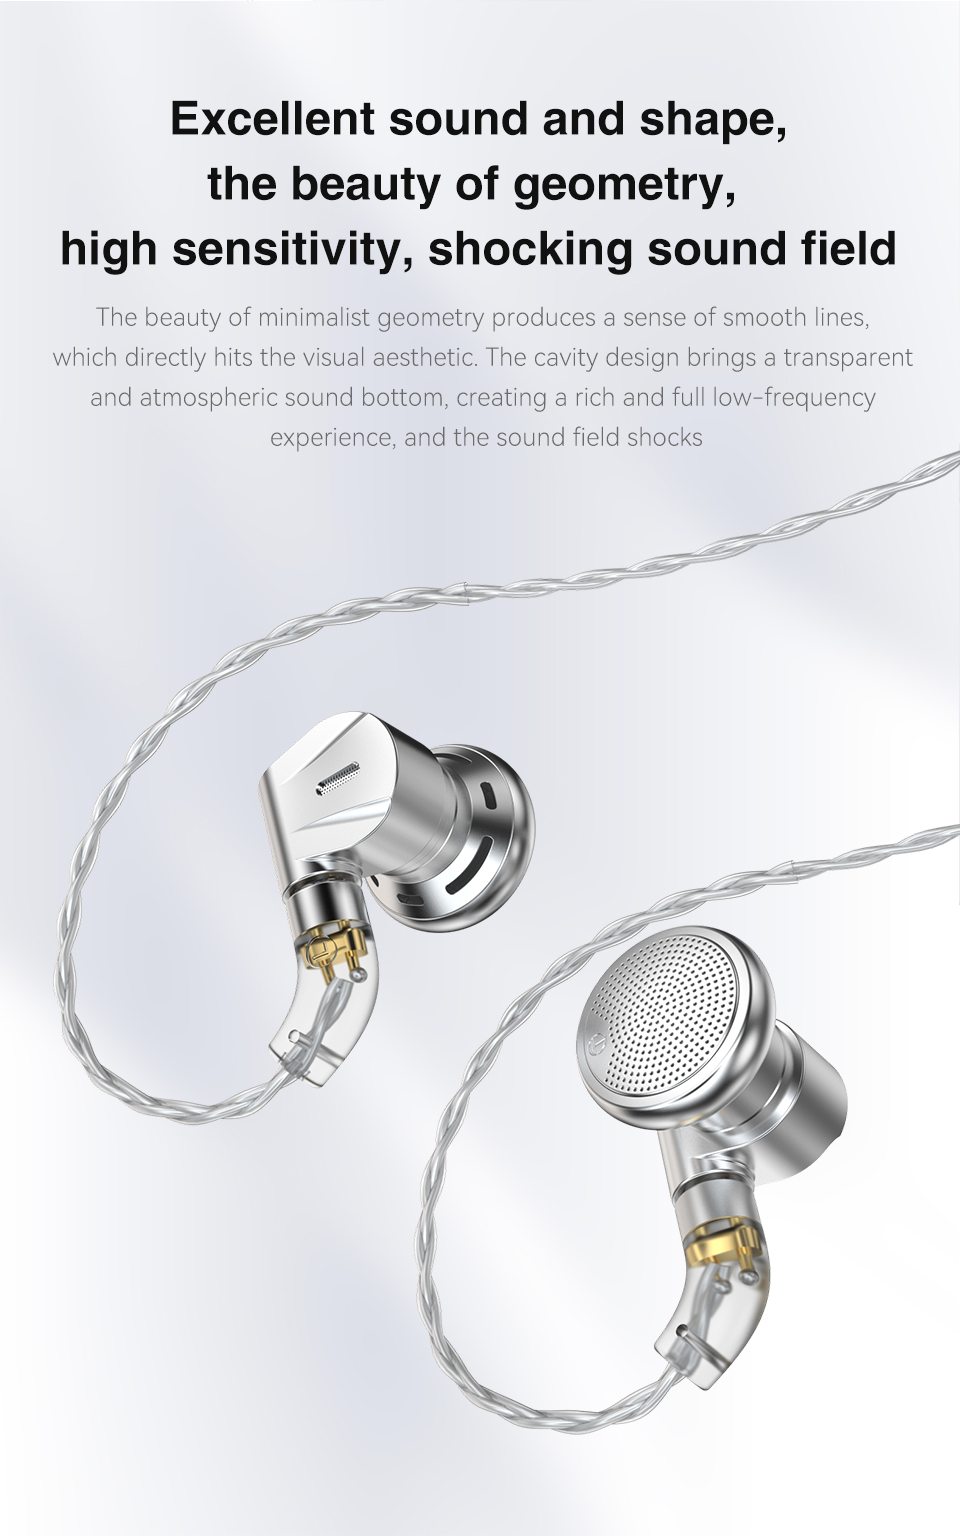 Excellent sound and shape,
the beauty of geometry,
high sensitivity, shocking sound field
The beauty of minimalist geometry produces a sense of smooth lines,
which directly hits the visual aesthetic. The cavity design brings a transparent
and atmospheric sound bottom, creating a rich and full low-frequency
experience, and the sound field shocks